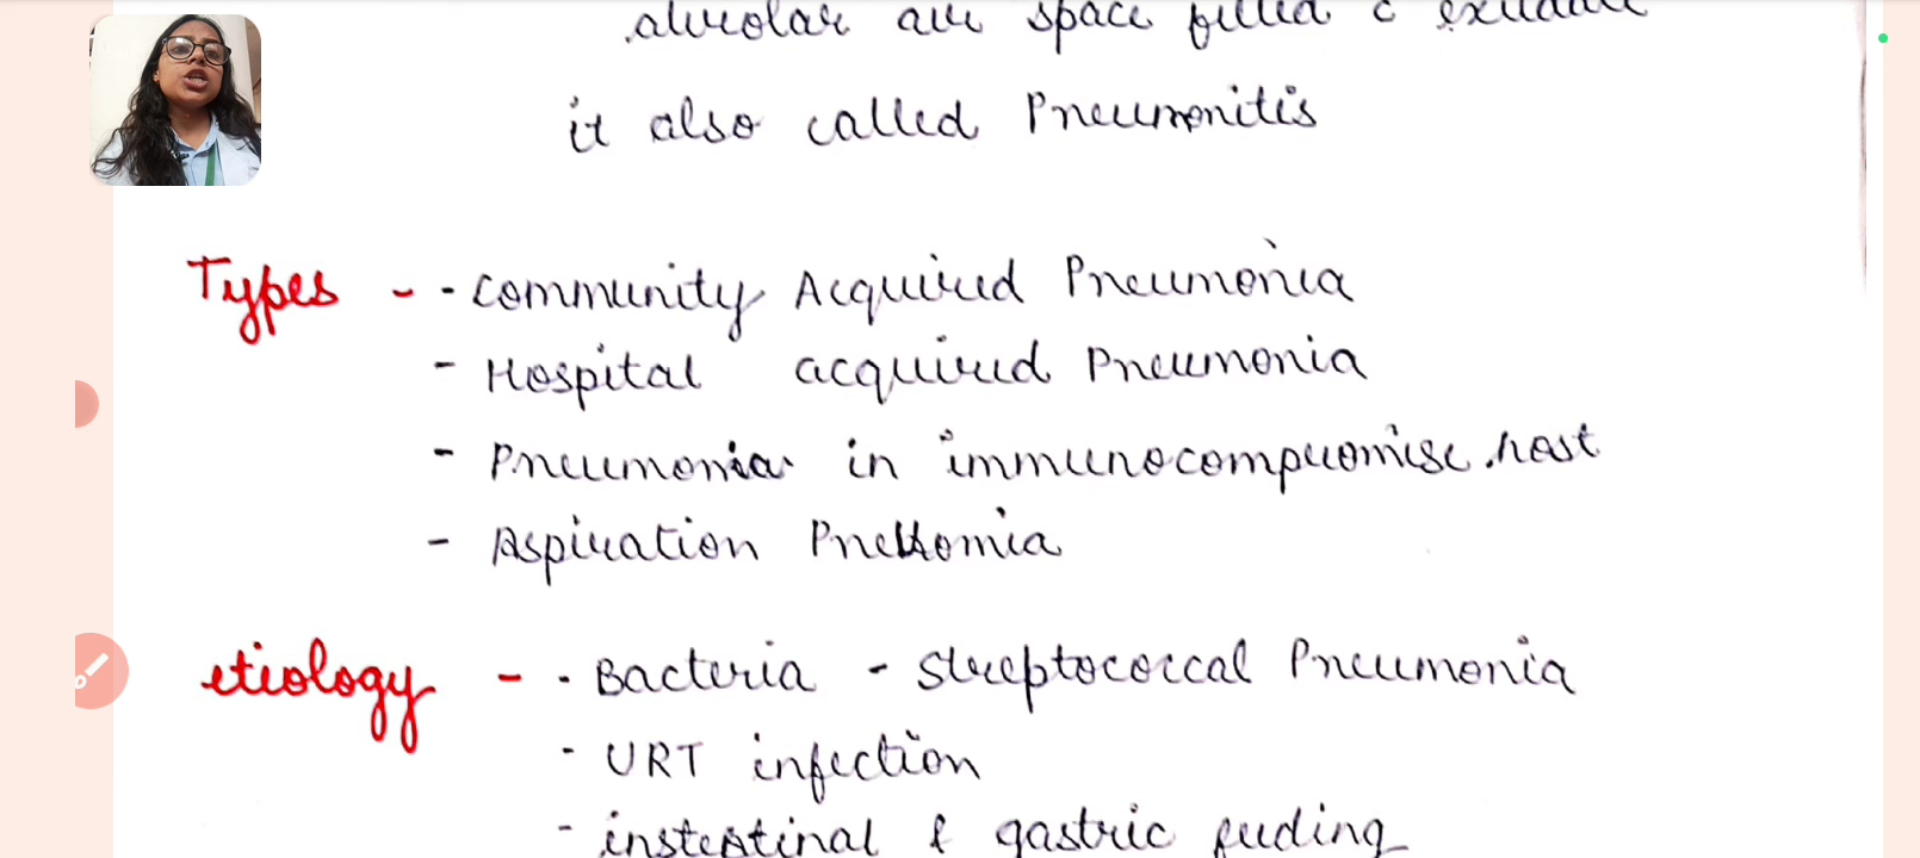 alveolar air space filled c exudate
it also called Pneumonitis
Types - - Community Acquired Pneumonia
- Hospital acquired Pneumonia
- Pneumonia in immunocompromise host
- Aspiration Pneuomia
etiology - - Bacteria - Streptococcal Pneumonia
- URT infection
- instestinal & gastric feeding